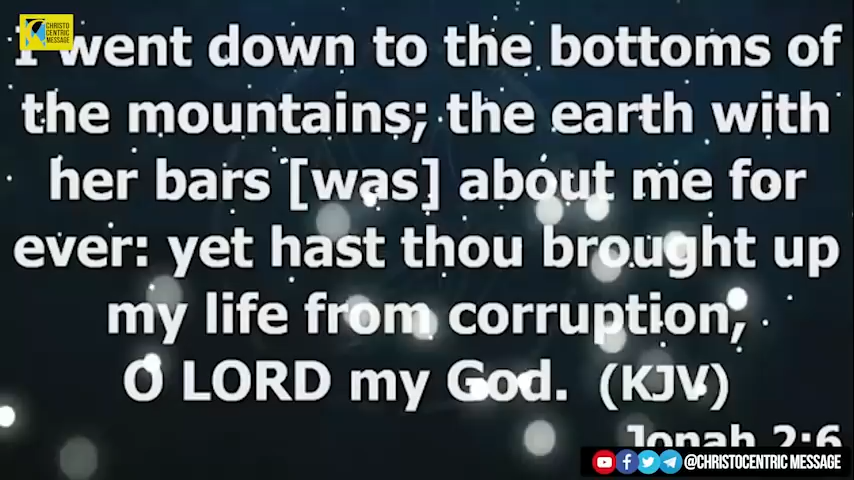 CHRISTO
CENTRIC
MESSAGE
I went down to the bottoms of
the mountains; the earth with
her bars [was] about me for
ever: yet hast thou brought up
my life from corruption,
O LORD my God. (KJV)
Jonah 2:6
@CHRISTOCENTRIC MESSAGE